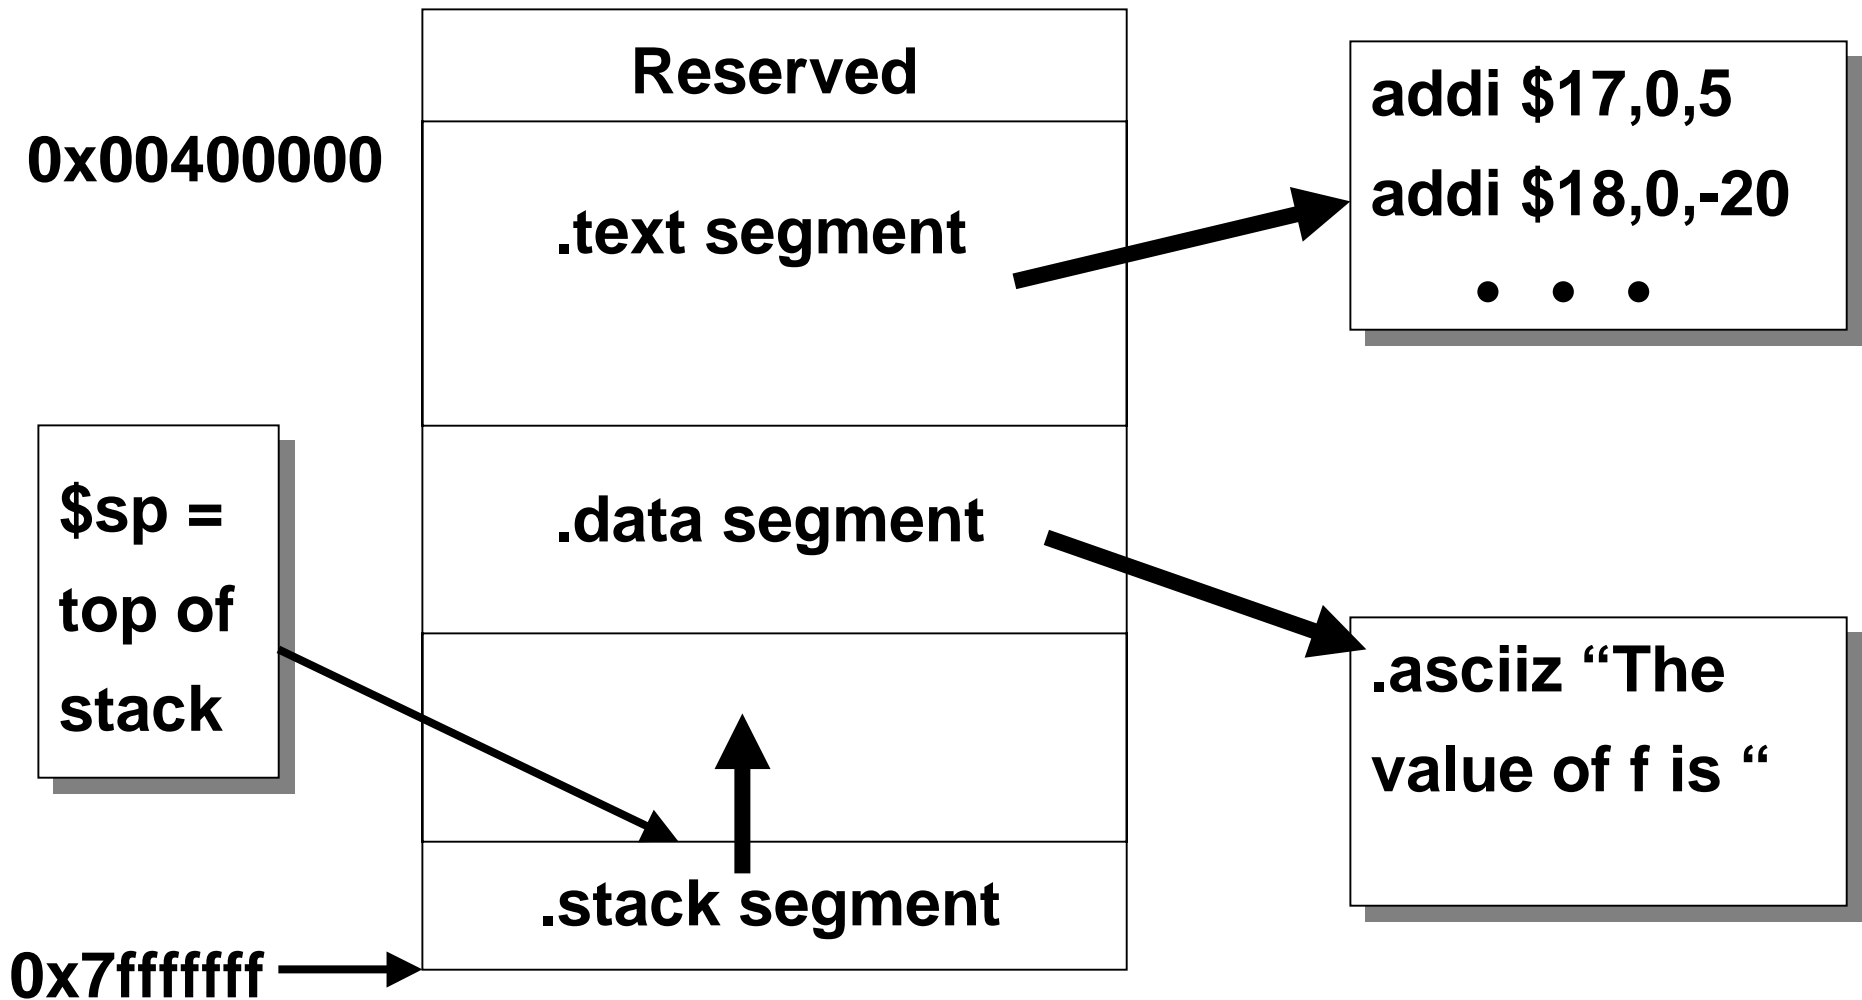 Reserved
0x00400000
.text segment
addi $17,0,5
addi $18,0,-20
• • •
$sp =
top of
stack
.data segment
.asciiz “The
value of f is “
.stack segment
0x7fffffff